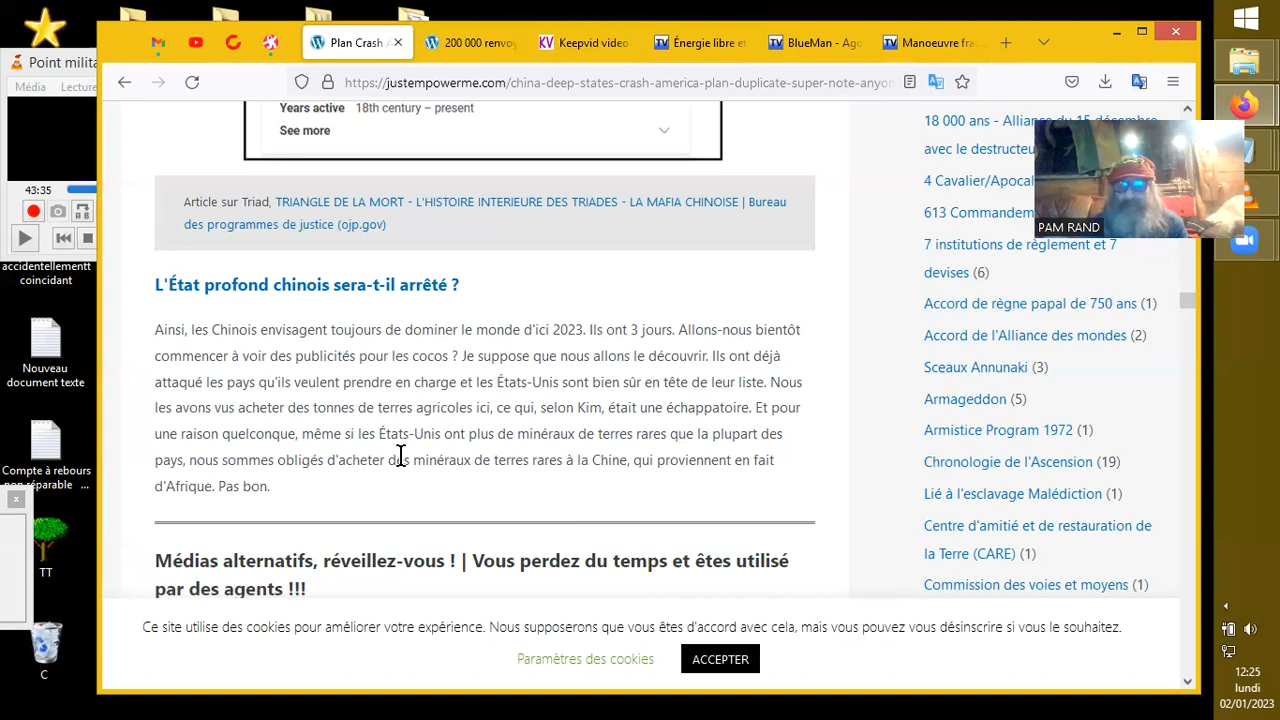 Plan Crash A
200 000 renvoy
Keepvid video
Énergie libre et
BlueMan - Ago
Manoeuvre fra
Point milita
Média Lecture
43:35
https://justempowerme.com/china-deep-states-crash-america-plan-duplicate-super-note-anyon
Years active 18th century – present
See more
Article sur Triad, TRIANGLE DE LA MORT - L'HISTOIRE INTERIEURE DES TRIADES - LA MAFIA CHINOISE | Bureau
des programmes de justice (ojp.gov)
L'État profond chinois sera-t-il arrêté ?
Ainsi, les Chinois envisagent toujours de dominer le monde d'ici 2023. Ils ont 3 jours. Allons-nous bientôt
commencer à voir des publicités pour les cocos ? Je suppose que nous allons le découvrir. Ils ont déjà
attaqué les pays qu'ils veulent prendre en charge et les États-Unis sont bien sûr en tête de leur liste. Nous
les avons vus acheter des tonnes de terres agricoles ici, ce qui, selon Kim, était une échappatoire. Et pour
une raison quelconque, même si les États-Unis ont plus de minéraux de terres rares que la plupart des
pays, nous sommes obligés d'acheter des minéraux de terres rares à la Chine, qui proviennent en fait
d'Afrique. Pas bon.
Médias alternatifs, réveillez-vous ! | Vous perdez du temps et êtes utilisé
par des agents !!!
18 000 ans - Alliance du 15 décembre
avec le destructeu
4 Cavalier/Apocal
613 Commandem
7 institutions de règlement et 7
devises (6)
Accord de règne papal de 750 ans (1)
Accord de l'Alliance des mondes (2)
Sceaux Annunaki (3)
Armageddon (5)
Armistice Program 1972 (1)
Chronologie de l'Ascension (19)
Lié à l'esclavage Malédiction (1)
Centre d'amitié et de restauration de
la Terre (CARE) (1)
Commission des voies et moyens (1)
PAM RAND
Ce site utilise des cookies pour améliorer votre expérience. Nous supposerons que vous êtes d'accord avec cela, mais vous pouvez vous désinscrire si vous le souhaitez.
Paramètres des cookies
ACCEPTER
accidentellementt
coincidant
Nouveau
document texte
Compte à rebours
non réparable
TT
C
12:25
lundi
02/01/2023